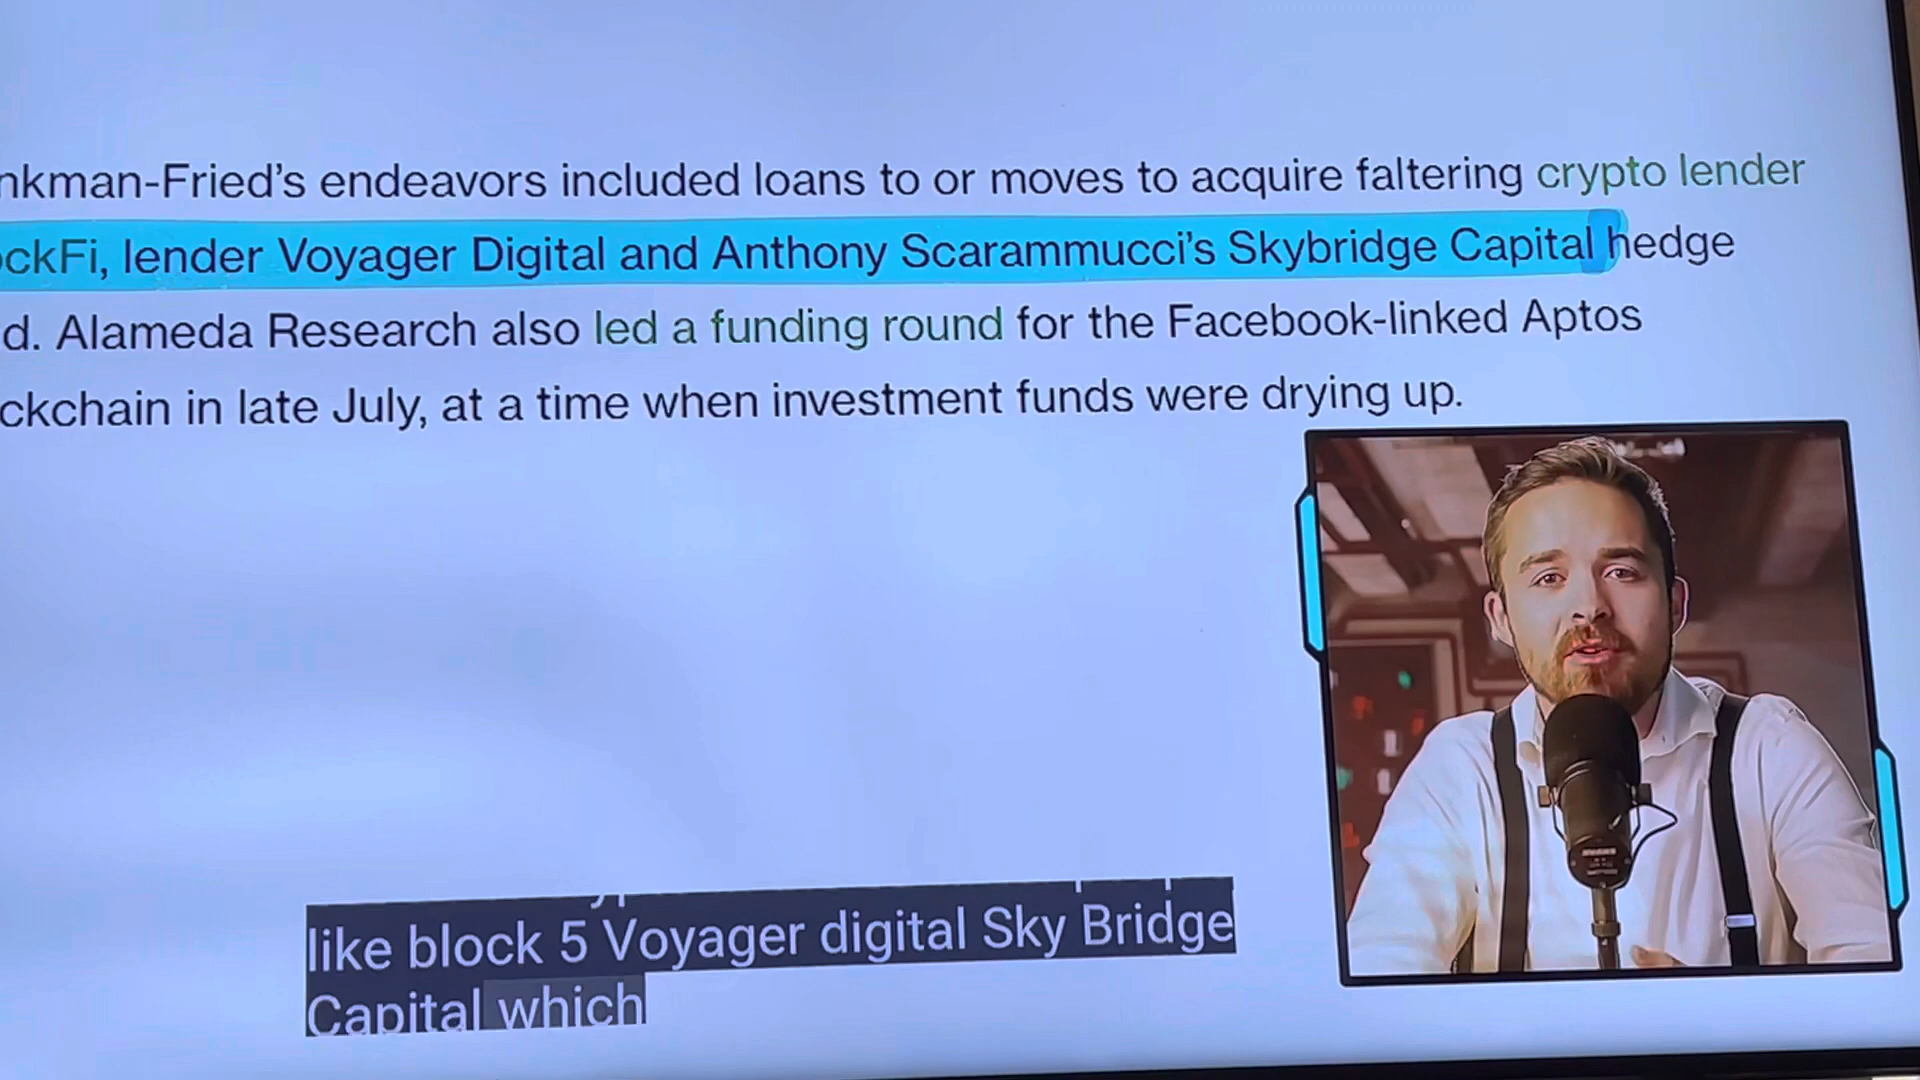 nkman-Fried's endeavors included loans to or moves to acquire faltering crypto lender
ockFi, lender Voyager Digital and Anthony Scarammucci's Skybridge Capital hedge
d. Alameda Research also led a funding round for the Facebook-linked Aptos
ckchain in late July, at a time when investment funds were drying up.
like block 5 Voyager digital Sky Bridge
Capital which